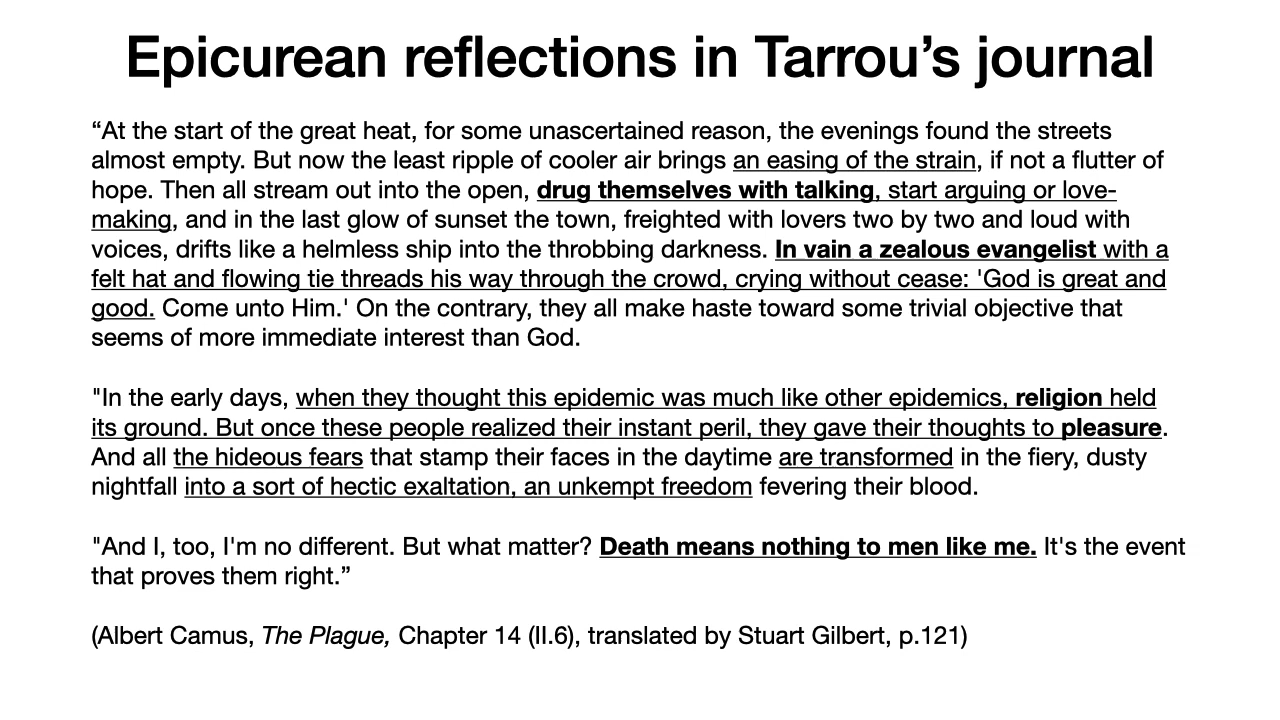 Epicurean reflections in Tarrou’s journal
“At the start of the great heat, for some unascertained reason, the evenings found the streets
almost empty. But now the least ripple of cooler air brings an easing of the strain, if not a flutter of
hope. Then all stream out into the open, drug themselves with talking, start arguing or love-
making, and in the last glow of sunset the town, freighted with lovers two by two and loud with
voices, drifts like a helmless ship into the throbbing darkness. In vain a zealous evangelist with a
felt hat and flowing tie threads his way through the crowd, crying without cease: 'God is great and
good. Come unto Him.' On the contrary, they all make haste toward some trivial objective that
seems of more immediate interest than God.
"In the early days, when they thought this epidemic was much like other epidemics, religion held
its ground. But once these people realized their instant peril, they gave their thoughts to pleasure.
And all the hideous fears that stamp their faces in the daytime are transformed in the fiery, dusty
nightfall into a sort of hectic exaltation, an unkempt freedom fevering their blood.
"And I, too, I'm no different. But what matter? Death means nothing to men like me. It's the event
that proves them right.”
(Albert Camus, The Plague, Chapter 14 (II.6), translated by Stuart Gilbert, p.121)